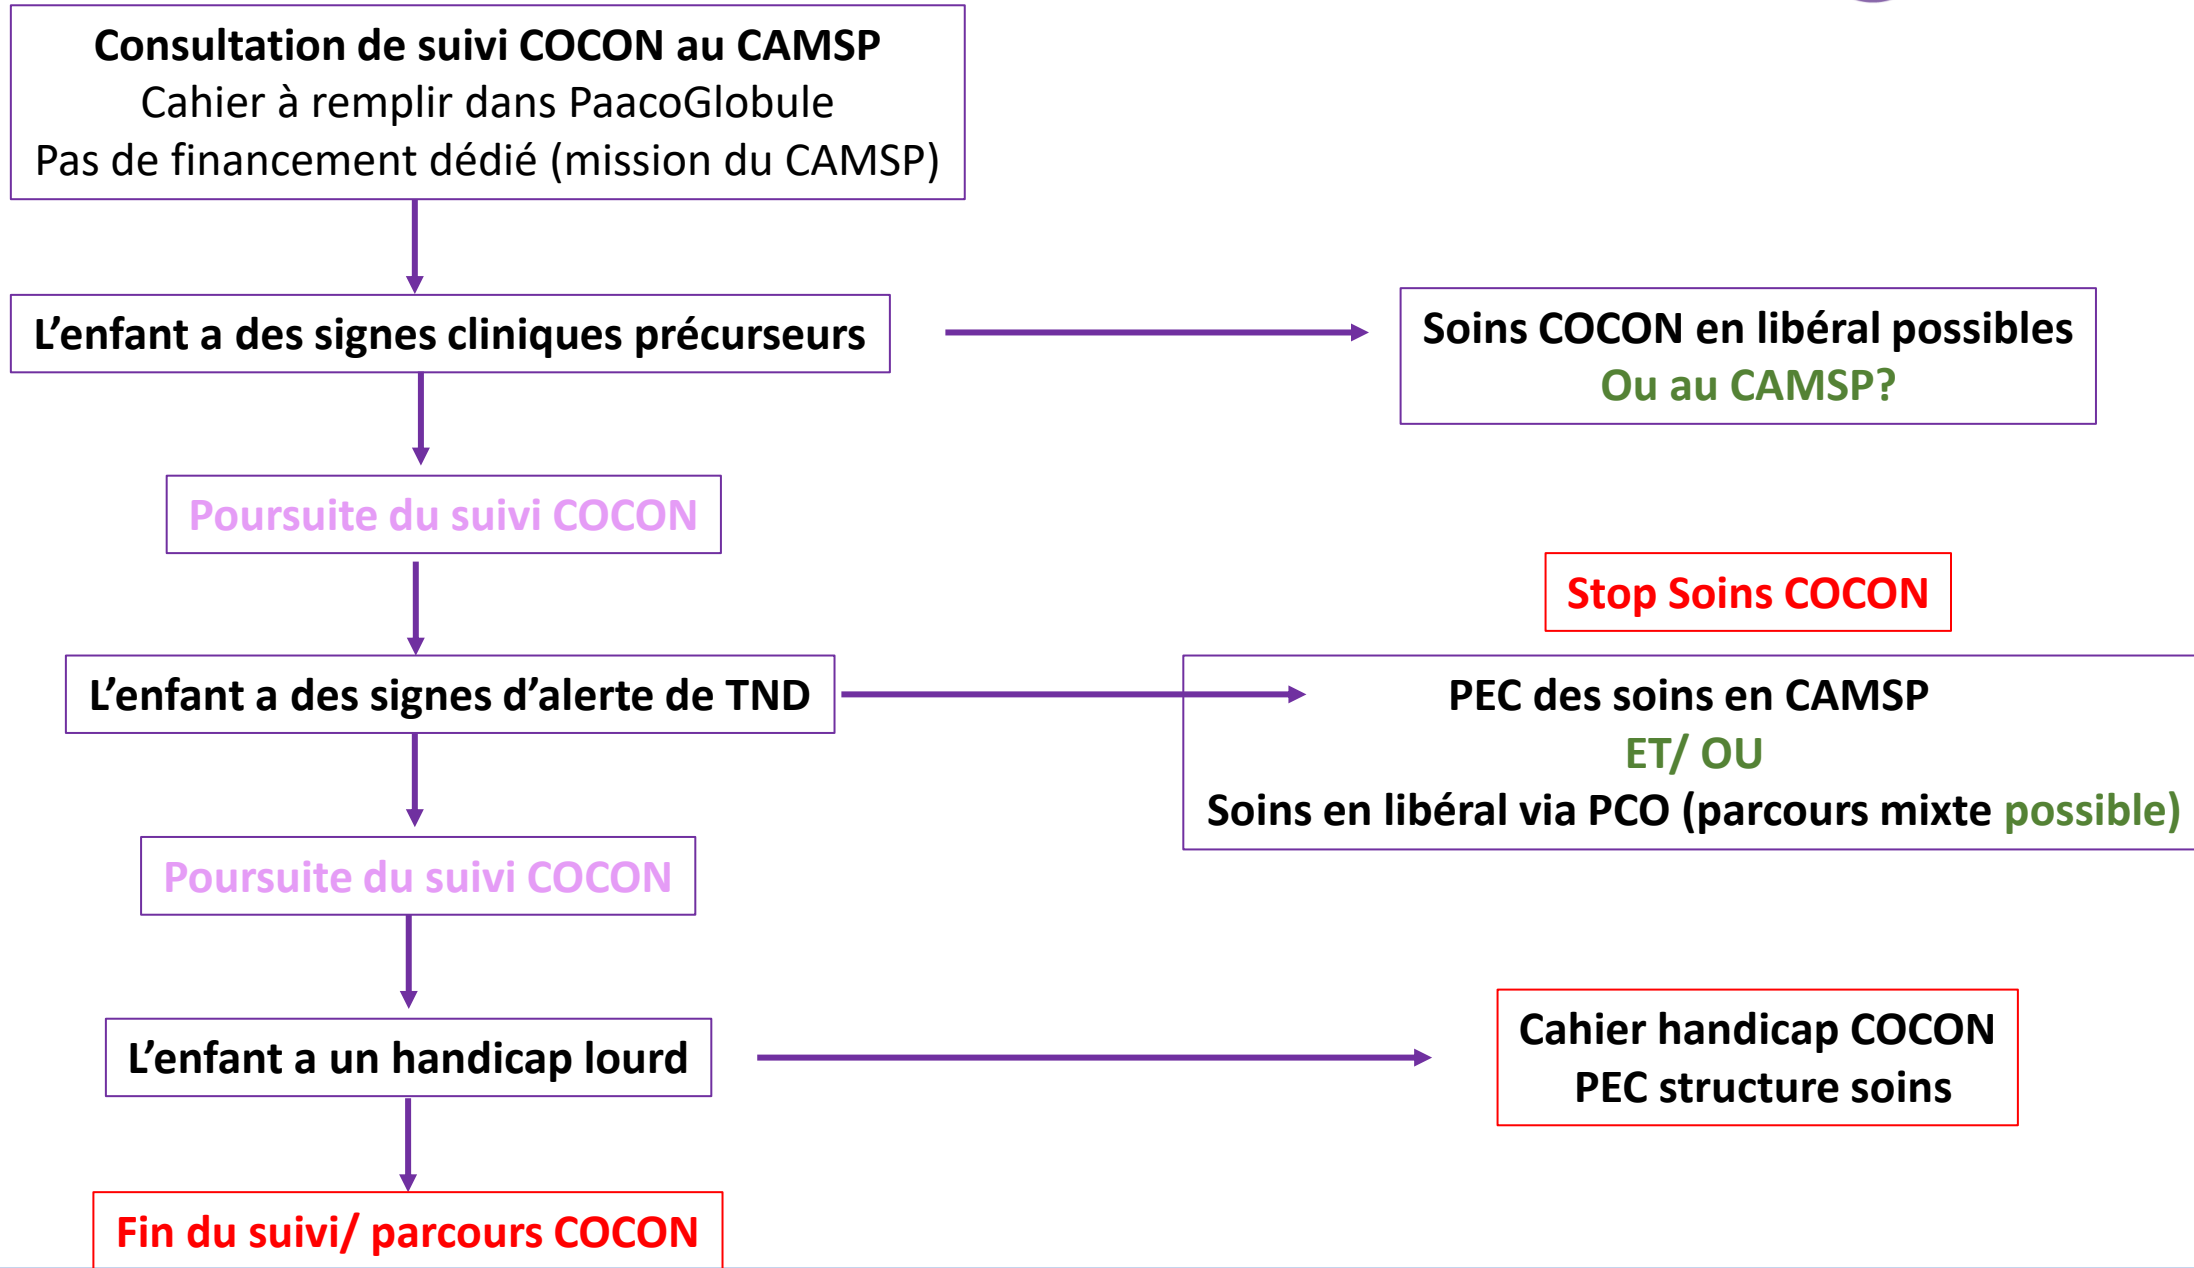 Consultation de suivi COCON au CAMSP
Cahier à remplir dans PaacoGlobule
Pas de financement dédié (mission du CAMSP)
L’enfant a des signes cliniques précurseurs
Soins COCON en libéral possibles
Ou au CAMSP?
Poursuite du suivi COCON
Stop Soins COCON
L’enfant a des signes d’alerte de TND
PEC des soins en CAMSP
ET/ OU
Soins en libéral via PCO (parcours mixte possible)
Poursuite du suivi COCON
L’enfant a un handicap lourd
Cahier handicap COCON
PEC structure soins
Fin du suivi/ parcours COCON